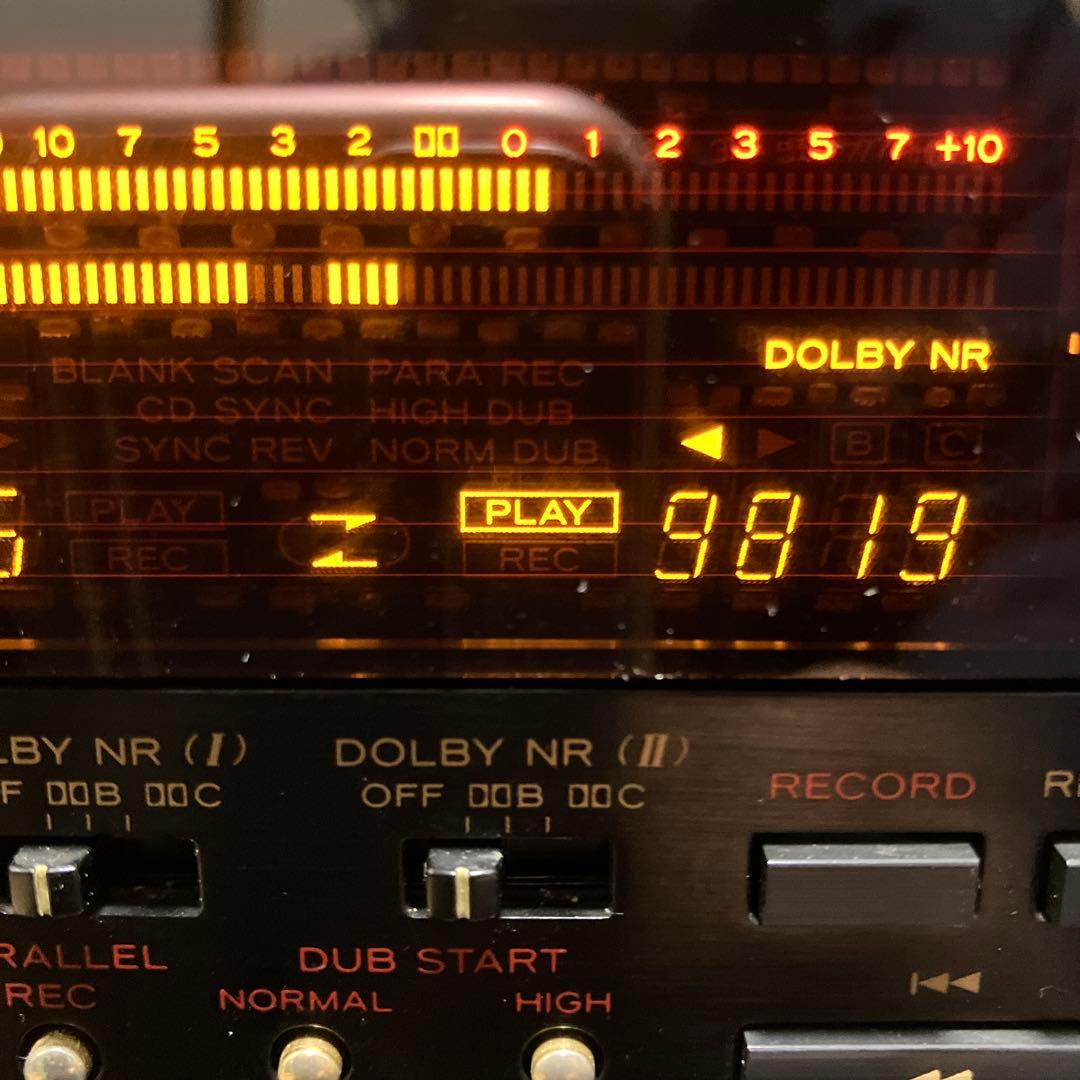 10 7 5 3 2 0 1 2 3 5 7 +10
DOLBY NR
BLANK SCAN PARA REC
CD SYNC HIGH DUB
SYNC REV NORM DUB
B C
PLAY PLAY 9819
REC REC
LBY NR (I) DOLBY NR (II)
F B C OFF B C
RECORD
RALLEL
REC
DUB START
NORMAL HIGH